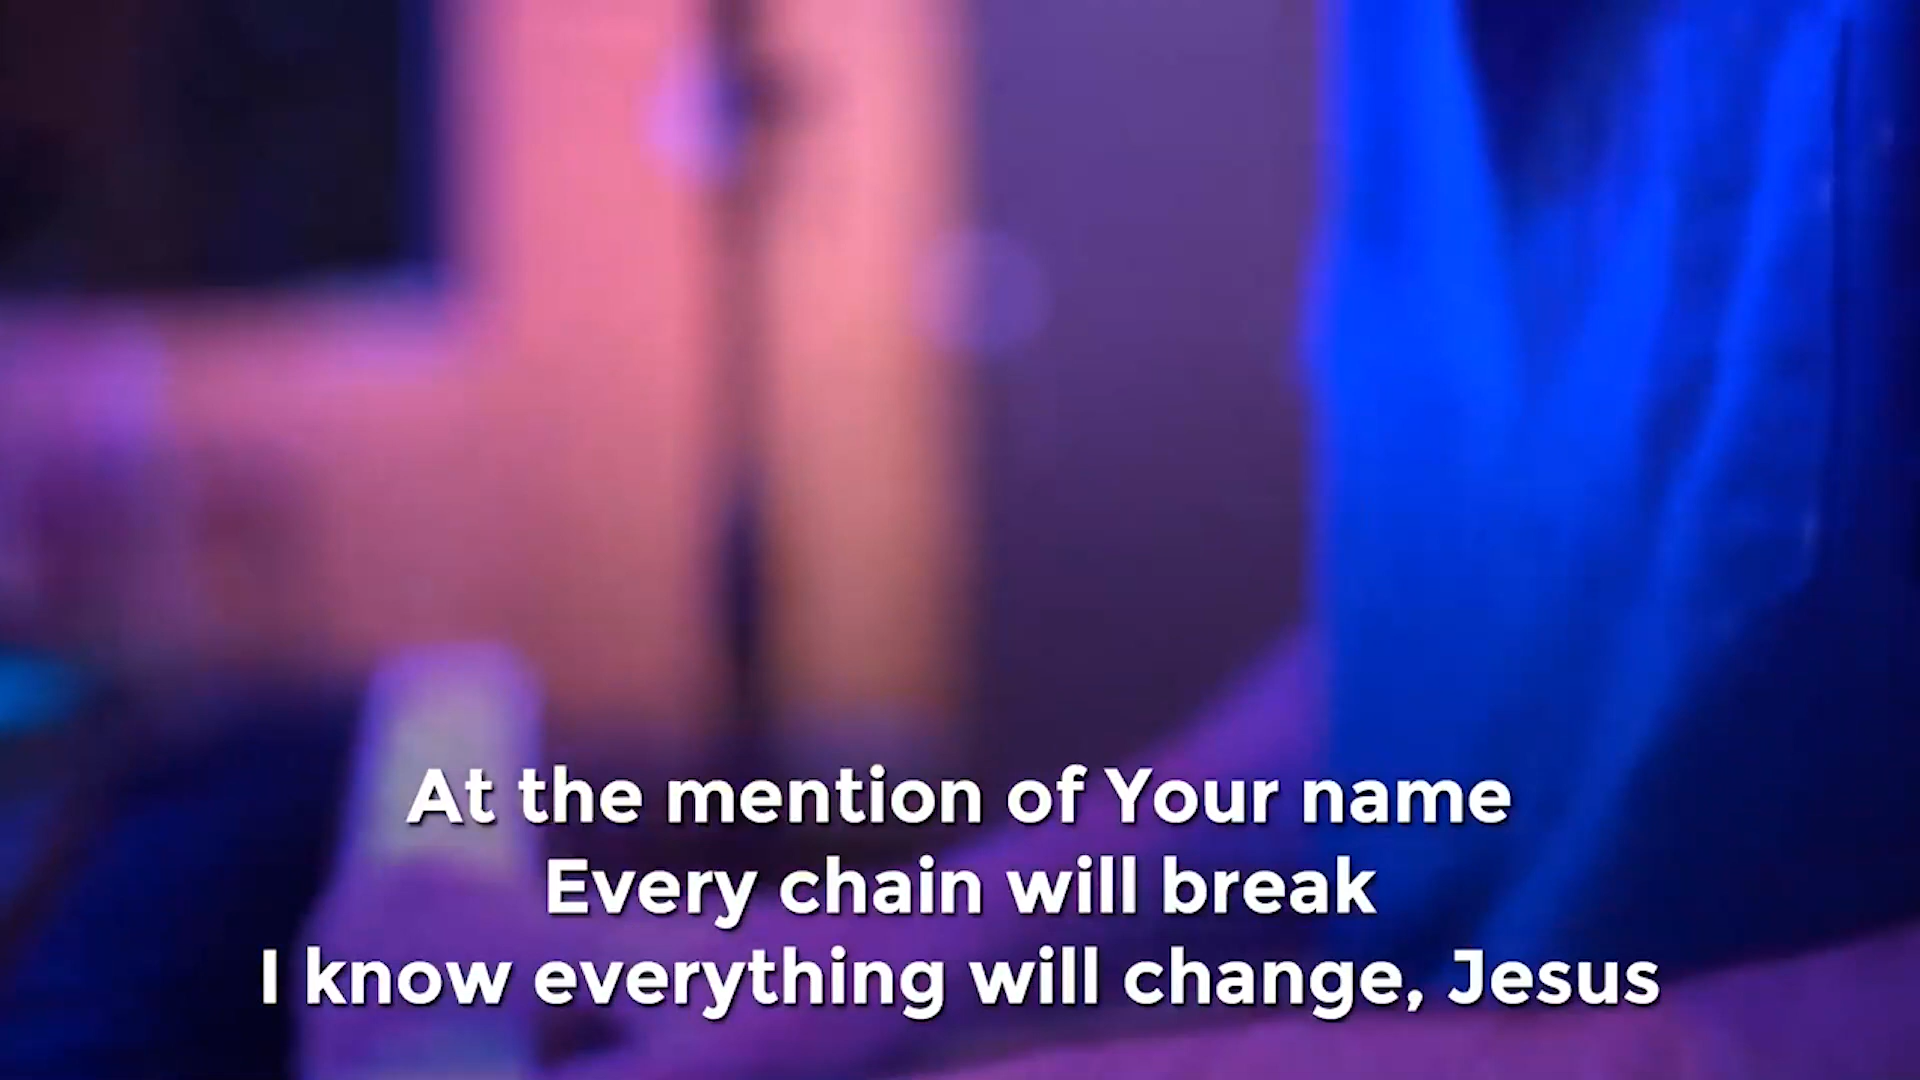 At the mention of Your name
Every chain will break
I know everything will change, Jesus